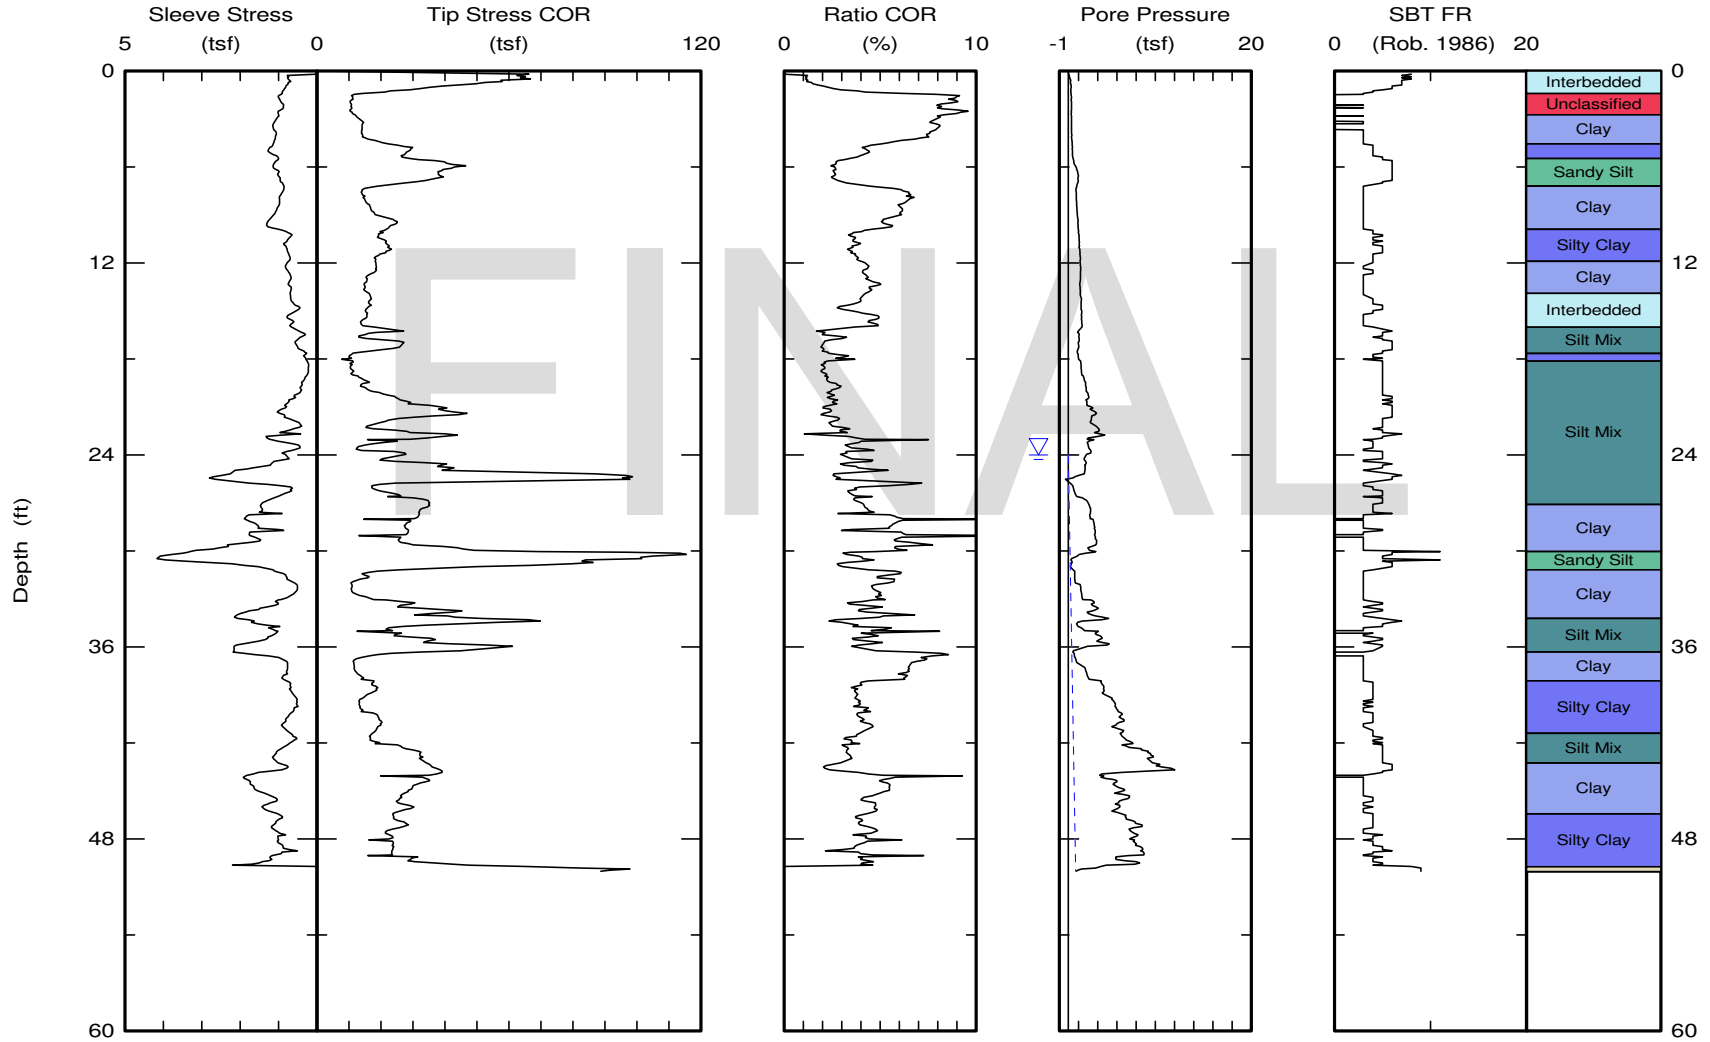 Sleeve Stress Tip Stress COR Ratio COR Pore Pressure SBT FR
5 (tsf) 0 (tsf) 120 0 (%) 10 -1 (tsf) 20 0 (Rob. 1986) 20
0 0
Interbedded
Unclassified
Clay
Sandy Silt
Clay
Silty Clay
12 12
Clay
Interbedded
Silt Mix
FINAL
Silt Mix
24 24
Clay
Depth (ft)
Sandy Silt
Clay
Silt Mix
36 36
Clay
Silty Clay
Silt Mix
Clay
48 48
Silty Clay
60 60